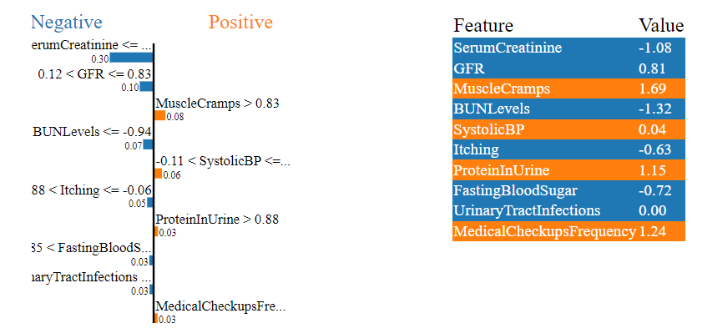 Negative Positive
erumCreatinine <= ...
0.30
0.12 < GFR <= 0.83
0.10
MuscleCramps > 0.83
0.08
BUNLevels <= -0.94
0.07
-0.11 < SystolicBP <=...
0.06
88 < Itching <= -0.06
0.05
ProteinInUrine > 0.88
0.03
35 < FastingBloodS...
0.03
naryTractInfections ...
0.03
MedicalCheckupsFre...
0.03
Feature Value
SerumCreatinine -1.08
GFR 0.81
MuscleCramps 1.69
BUNLevels -1.32
SystolicBP 0.04
Itching -0.63
ProteinInUrine 1.15
FastingBloodSugar -0.72
UrinaryTractInfections 0.00
MedicalCheckupsFrequency 1.24